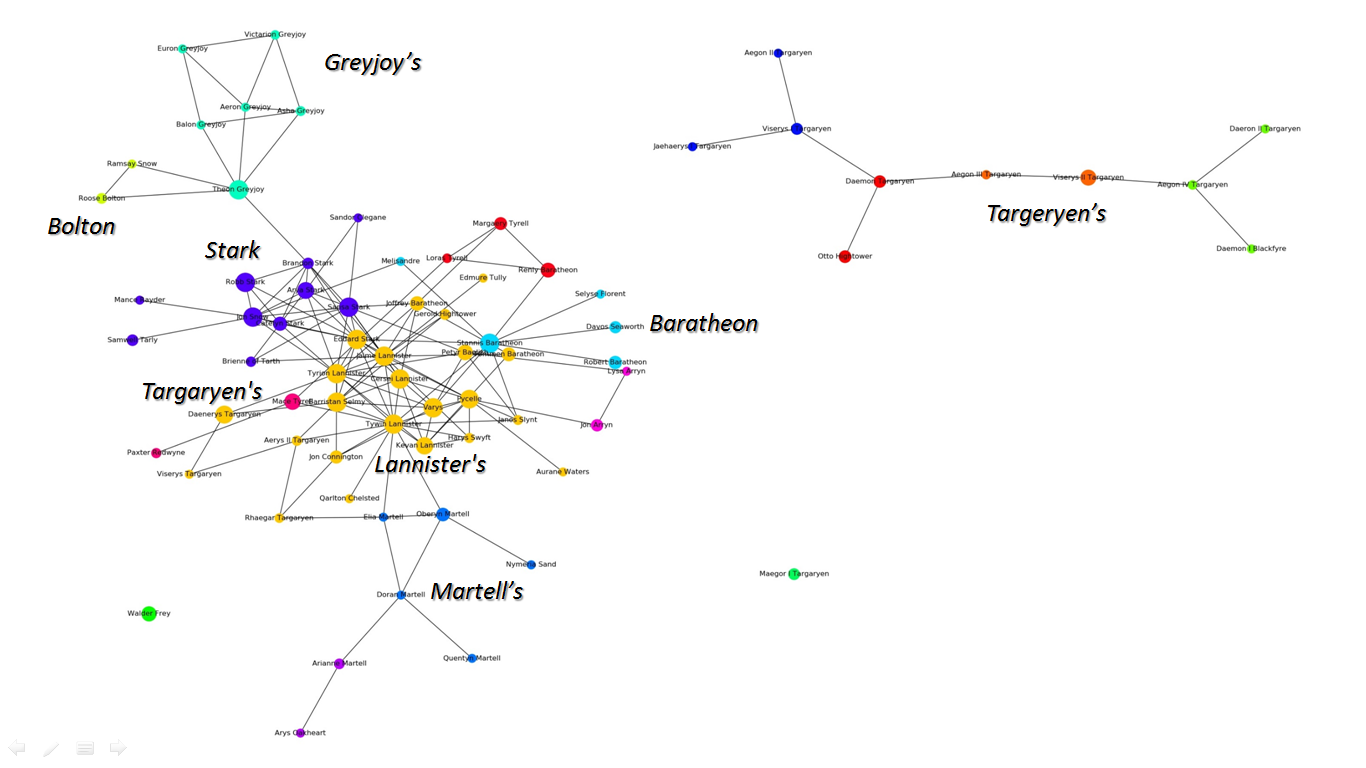 Victarion Greyjoy
Euron Greyjoy
Greyjoy's
Aegon II Targaryen
Aeron Greyjoy
Asha Greyjoy
Balon Greyjoy
Viserys I Targaryen
Daeron II Targaryen
Jaehaerys I Targaryen
Ramsay Snow
Theon Greyjoy
Roose Bolton
Daemon Targaryen
Aegon III Targaryen
Viserys II Targaryen
Aegon IV Targaryen
Bolton
Targeryen's
Sandor Clegane
Margaery Tyrell
Stark
Otto Hightower
Daemon I Blackfyre
Brandon Stark
Melisandre
Loras Tyrell
Renly Baratheon
Robb Stark
Arya Stark
Edmure Tully
Mance Rayder
Sansa Stark
Joffrey Baratheon
Selyse Florent
Jon Snow
Catelyn Stark
Gerold Hightower
Davos Seaworth
Baratheon
Samwell Tarly
Eddard Stark
Stannis Baratheon
Brienne of Tarth
Jaime Lannister
Petyr Baelish
Robert Baratheon
Tyrion Lannister
Cersei Lannister
Lysa Arryn
Targaryen's
Mace Tyrell
Barristan Selmy
Varys
Pycelle
Daenerys Targaryen
Tywin Lannister
Janos Slynt
Jon Arryn
Aerys II Targaryen
Kevan Lannister
Harys Swyft
Paxter Redwyne
Jon Connington
Lannister's
Viserys Targaryen
Aurane Waters
Qarlton Chelsted
Rhaegar Targaryen
Elia Martell
Oberyn Martell
Nymeria Sand
Maegor I Targaryen
Doran Martell
Martell's
Walder Frey
Arianne Martell
Quentyn Martell
Arys Oakheart